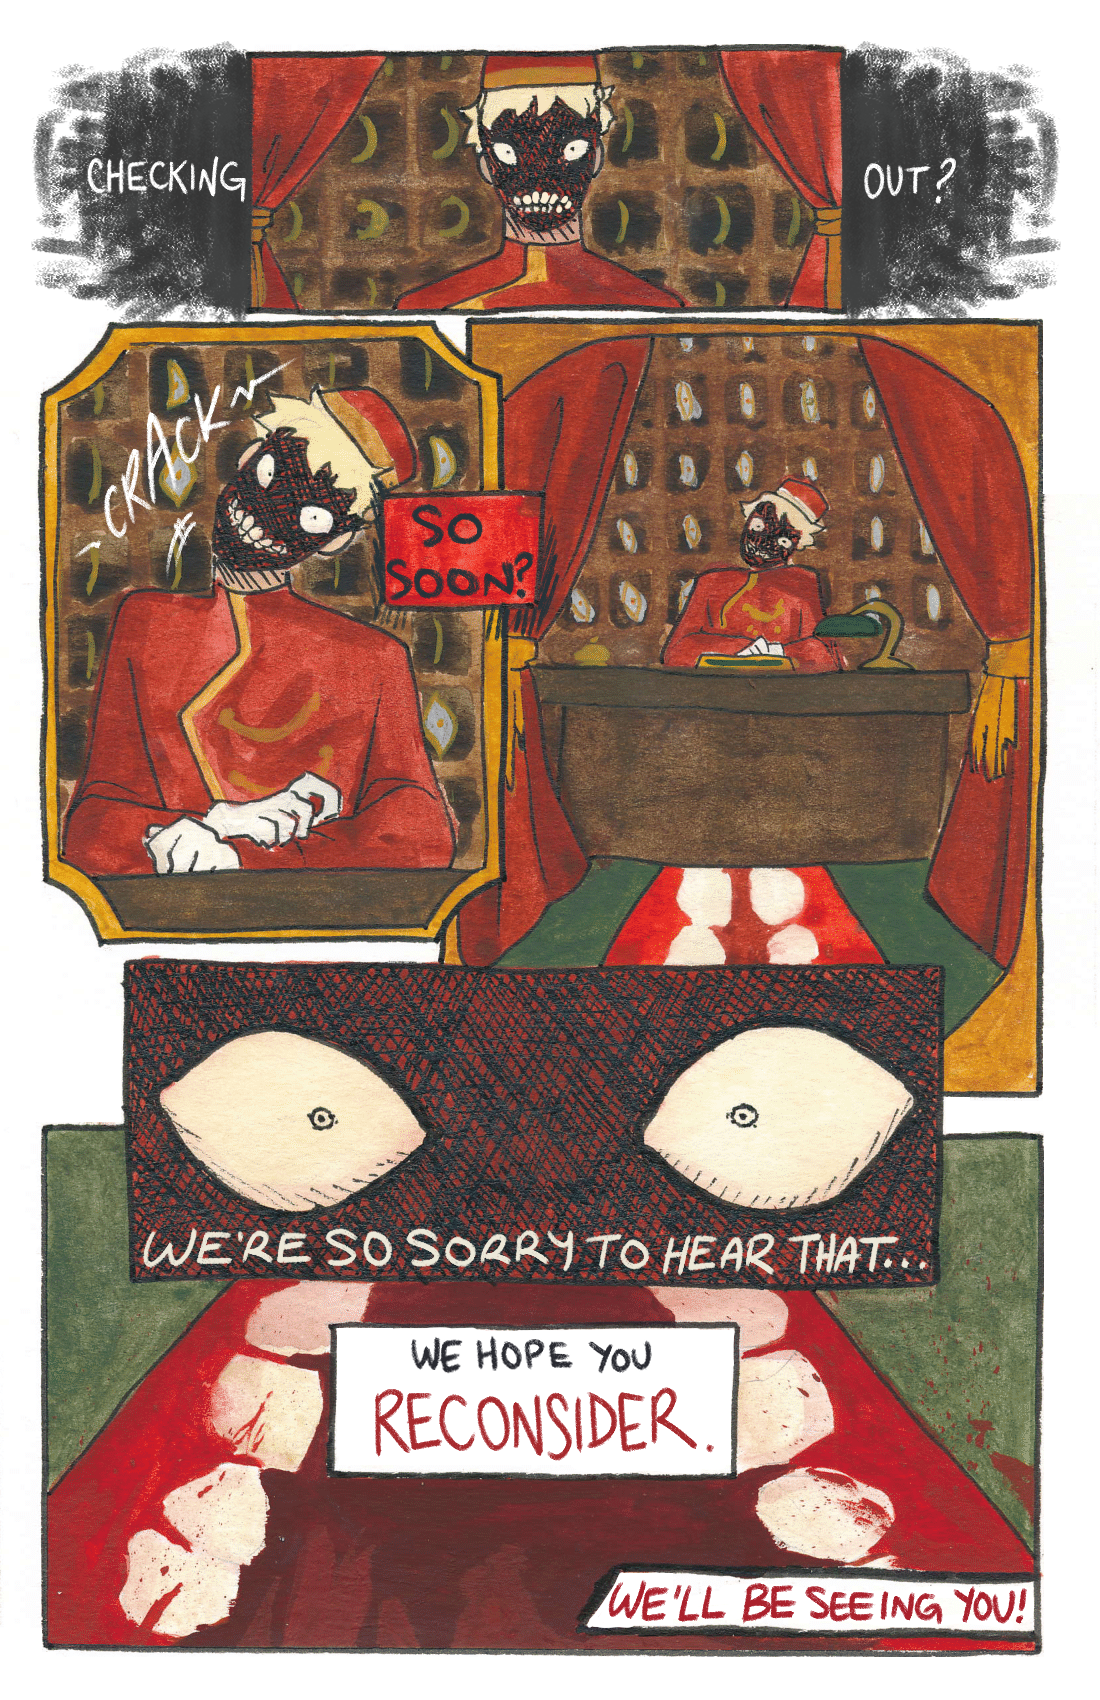 CHECKING OUT?
CRACK
SO
SOON?
WE'RE SO SORRY TO HEAR THAT...
WE HOPE YOU
RECONSIDER.
WE'LL BE SEEING YOU!